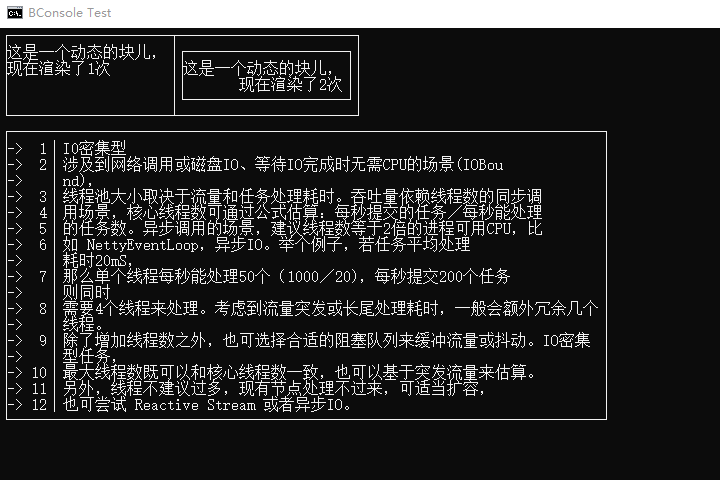 BConsole Test
这是一个动态的块儿,
现在渲染了1次
这是一个动态的块儿,
现在渲染了2次
->  1 | IO密集型
->  2 | 涉及到网络调用或磁盘IO、等待IO完成时无需CPU的场景(IOBou
->    | nd),
->  3 | 线程池大小取决于流量和任务处理耗时。吞吐量依赖线程数的同步调
->  4 | 用场景，核心线程数可通过公式估算：每秒提交的任务／每秒能处理
->  5 | 的任务数。异步调用的场景，建议线程数等于2倍的进程可用CPU，比
->  6 | 如 NettyEventLoop，异步IO。举个例子，若任务平均处理
->    | 耗时20mS，
->  7 | 那么单个线程每秒能处理50个（1000／20），每秒提交200个任务
->    | 则同时
->  8 | 需要4个线程来处理。考虑到流量突发或长尾处理耗时，一般会额外冗余几个
->    | 线程。
->  9 | 除了增加线程数之外，也可选择合适的阻塞队列来缓冲流量或抖动。IO密集
->    | 型任务，
-> 10 | 最大线程数既可以和核心线程数一致，也可以基于突发流量来估算。
-> 11 | 另外，线程不建议过多，现有节点处理不过来，可适当扩容，
-> 12 | 也可尝试 Reactive Stream 或者异步IO。